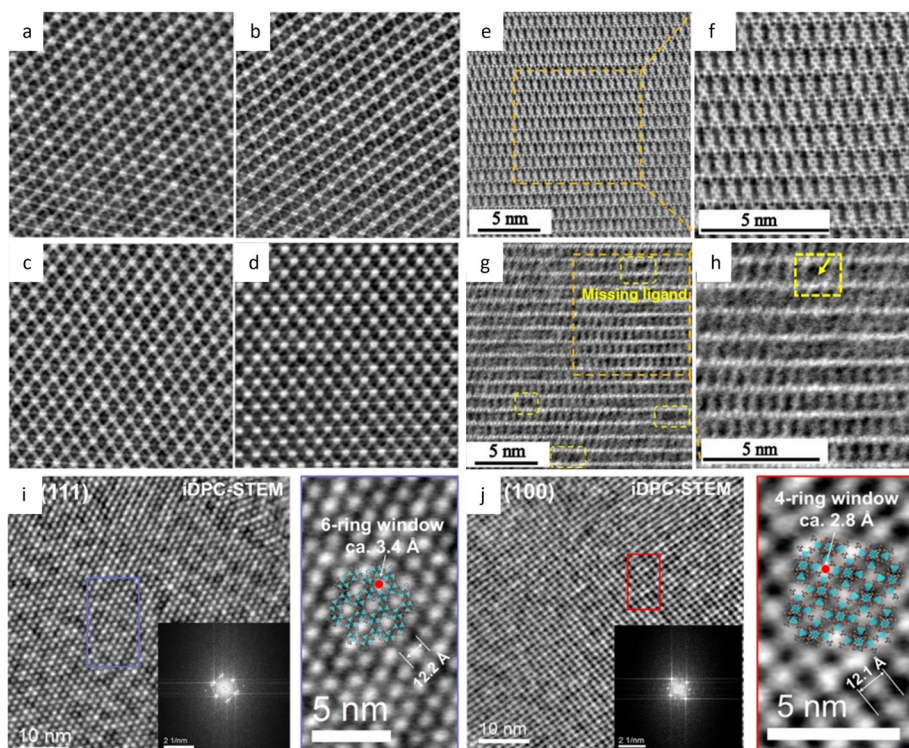 a
b
e
f
5 nm
5 nm
c
d
g
h
Missing ligand
5 nm
5 nm
i
(111)
iDPC-STEM
6-ring window
ca. 3.4 Å
12.2 Å
10 nm
2 1/nm
5 nm
j
(100)
iDPC-STEM
4-ring window
ca. 2.8 Å
12.1 Å
10 nm
2 1/nm
5 nm